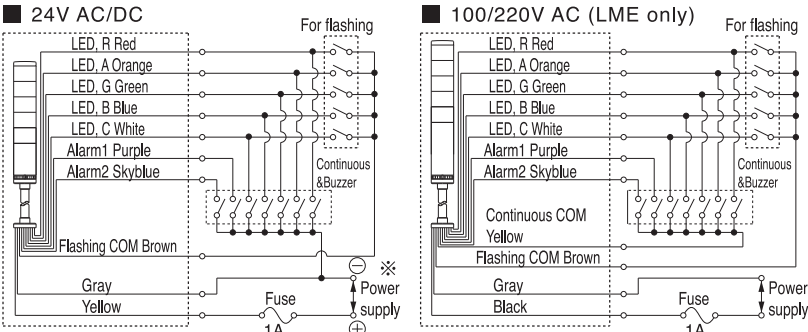 ■ 24V AC/DC
For flashing
LED, R Red
LED, A Orange
LED, G Green
LED, B Blue
LED, C White
Alarm1 Purple
Alarm2 Skyblue
Continuous
&Buzzer
Flashing COM Brown
⊖ ※
Gray
Power
supply
Yellow
Fuse
1A
⊕
■ 100/220V AC (LME only)
For flashing
LED, R Red
LED, A Orange
LED, G Green
LED, B Blue
LED, C White
Alarm1 Purple
Alarm2 Skyblue
Continuous
&Buzzer
Continuous COM
Yellow
Flashing COM Brown
Gray
Power
supply
Black
Fuse
1A